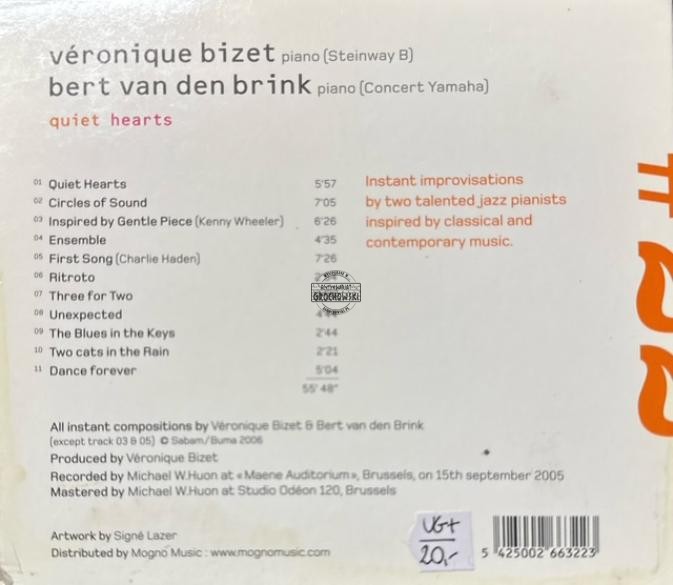 véronique bizet piano (Steinway B)
bert van den brink piano (Concert Yamaha)
quiet hearts
01 Quiet Hearts 5'57
02 Circles of Sound 7'05
03 Inspired by Gentle Piece (Kenny Wheeler) 6'26
04 Ensemble 4'35
05 First Song (Charlie Haden) 7'26
06 Ritroto
07 Three for Two
08 Unexpected
09 The Blues in the Keys 2'44
10 Two cats in the Rain 2'21
11 Dance forever 5'04
55' 48"
Instant improvisations
by two talented jazz pianists
inspired by classical and
contemporary music.
GROCHOWSKI
#22
All instant compositions by Véronique Bizet & Bert van den Brink
(except track 03 & 05) © Sabam/Buma 2006
Produced by Véronique Bizet
Recorded by Michael W.Huon at «Maene Auditorium», Brussels, on 15th september 2005
Mastered by Michael W.Huon at Studio Odéon 120, Brussels
Artwork by Signé Lazer
Distributed by Mogno Music : www.mognomusic.com
VG+
20,-
5 425002 663223